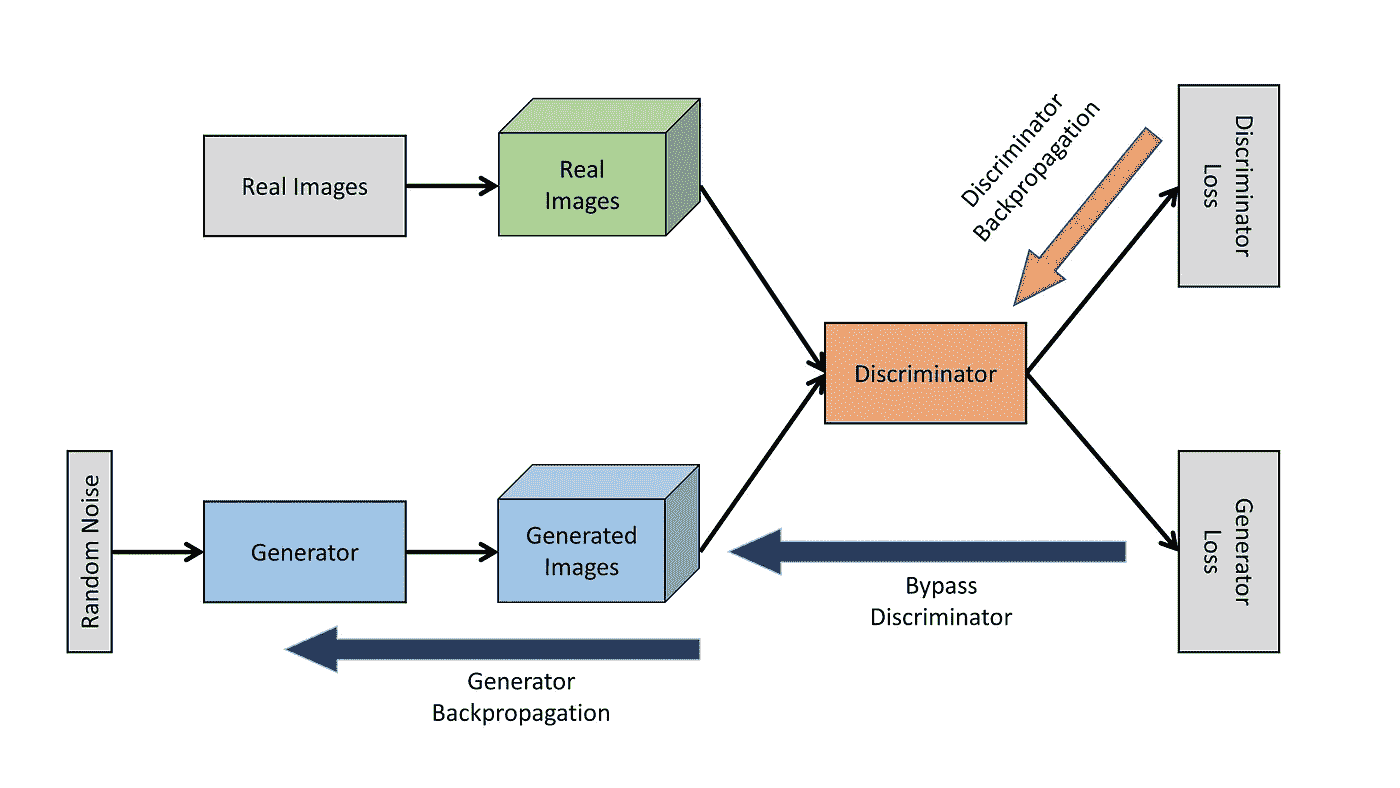 Real Images
Real
Images
Discriminator
Backpropagation
Discriminator
Loss
Discriminator
Random Noise
Generator
Generated
Images
Bypass
Discriminator
Generator
Loss
Generator
Backpropagation